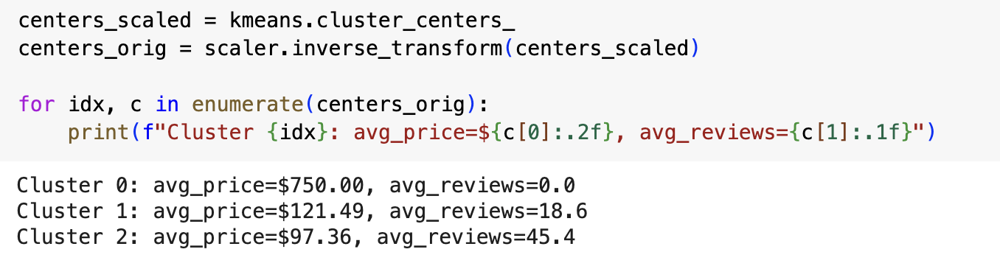 centers_scaled = kmeans.cluster_centers_
centers_orig = scaler.inverse_transform(centers_scaled)

for idx, c in enumerate(centers_orig):
    print(f"Cluster {idx}: avg_price=${c[0]:.2f}, avg_reviews={c[1]:.1f}")
Cluster 0: avg_price=$750.00, avg_reviews=0.0
Cluster 1: avg_price=$121.49, avg_reviews=18.6
Cluster 2: avg_price=$97.36, avg_reviews=45.4